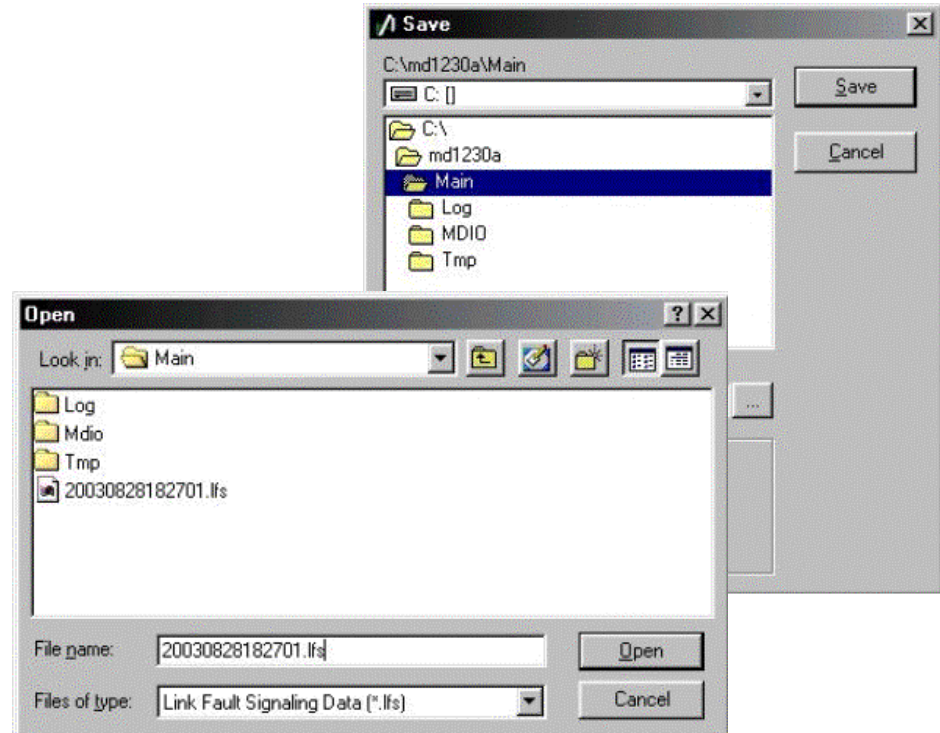 Save
C:\md1230a\Main
C: []
Save
C:\
md1230a
Cancel
Main
Log
MDIO
Tmp
Open
Look in: Main
...
Log
Mdio
Tmp
20030828182701.lfs
File name: 20030828182701.lfs
Open
Files of type: Link Fault Signaling Data (*.lfs)
Cancel